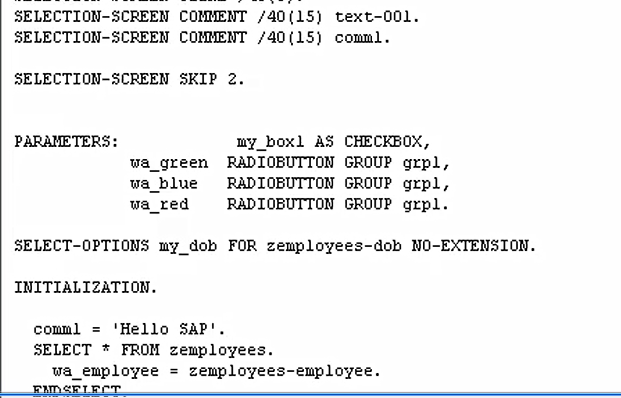 SELECTION-SCREEN COMMENT /40(15) text-001.
SELECTION-SCREEN COMMENT /40(15) comm1.
SELECTION-SCREEN SKIP 2.
PARAMETERS: my_box1 AS CHECKBOX,
wa_green RADIOBUTTON GROUP grp1,
wa_blue RADIOBUTTON GROUP grp1,
wa_red RADIOBUTTON GROUP grp1.
SELECT-OPTIONS my_dob FOR zemployees-dob NO-EXTENSION.
INITIALIZATION.
comm1 = 'Hello SAP'.
SELECT * FROM zemployees.
wa_employee = zemployees-employee.
ENDSELECT.